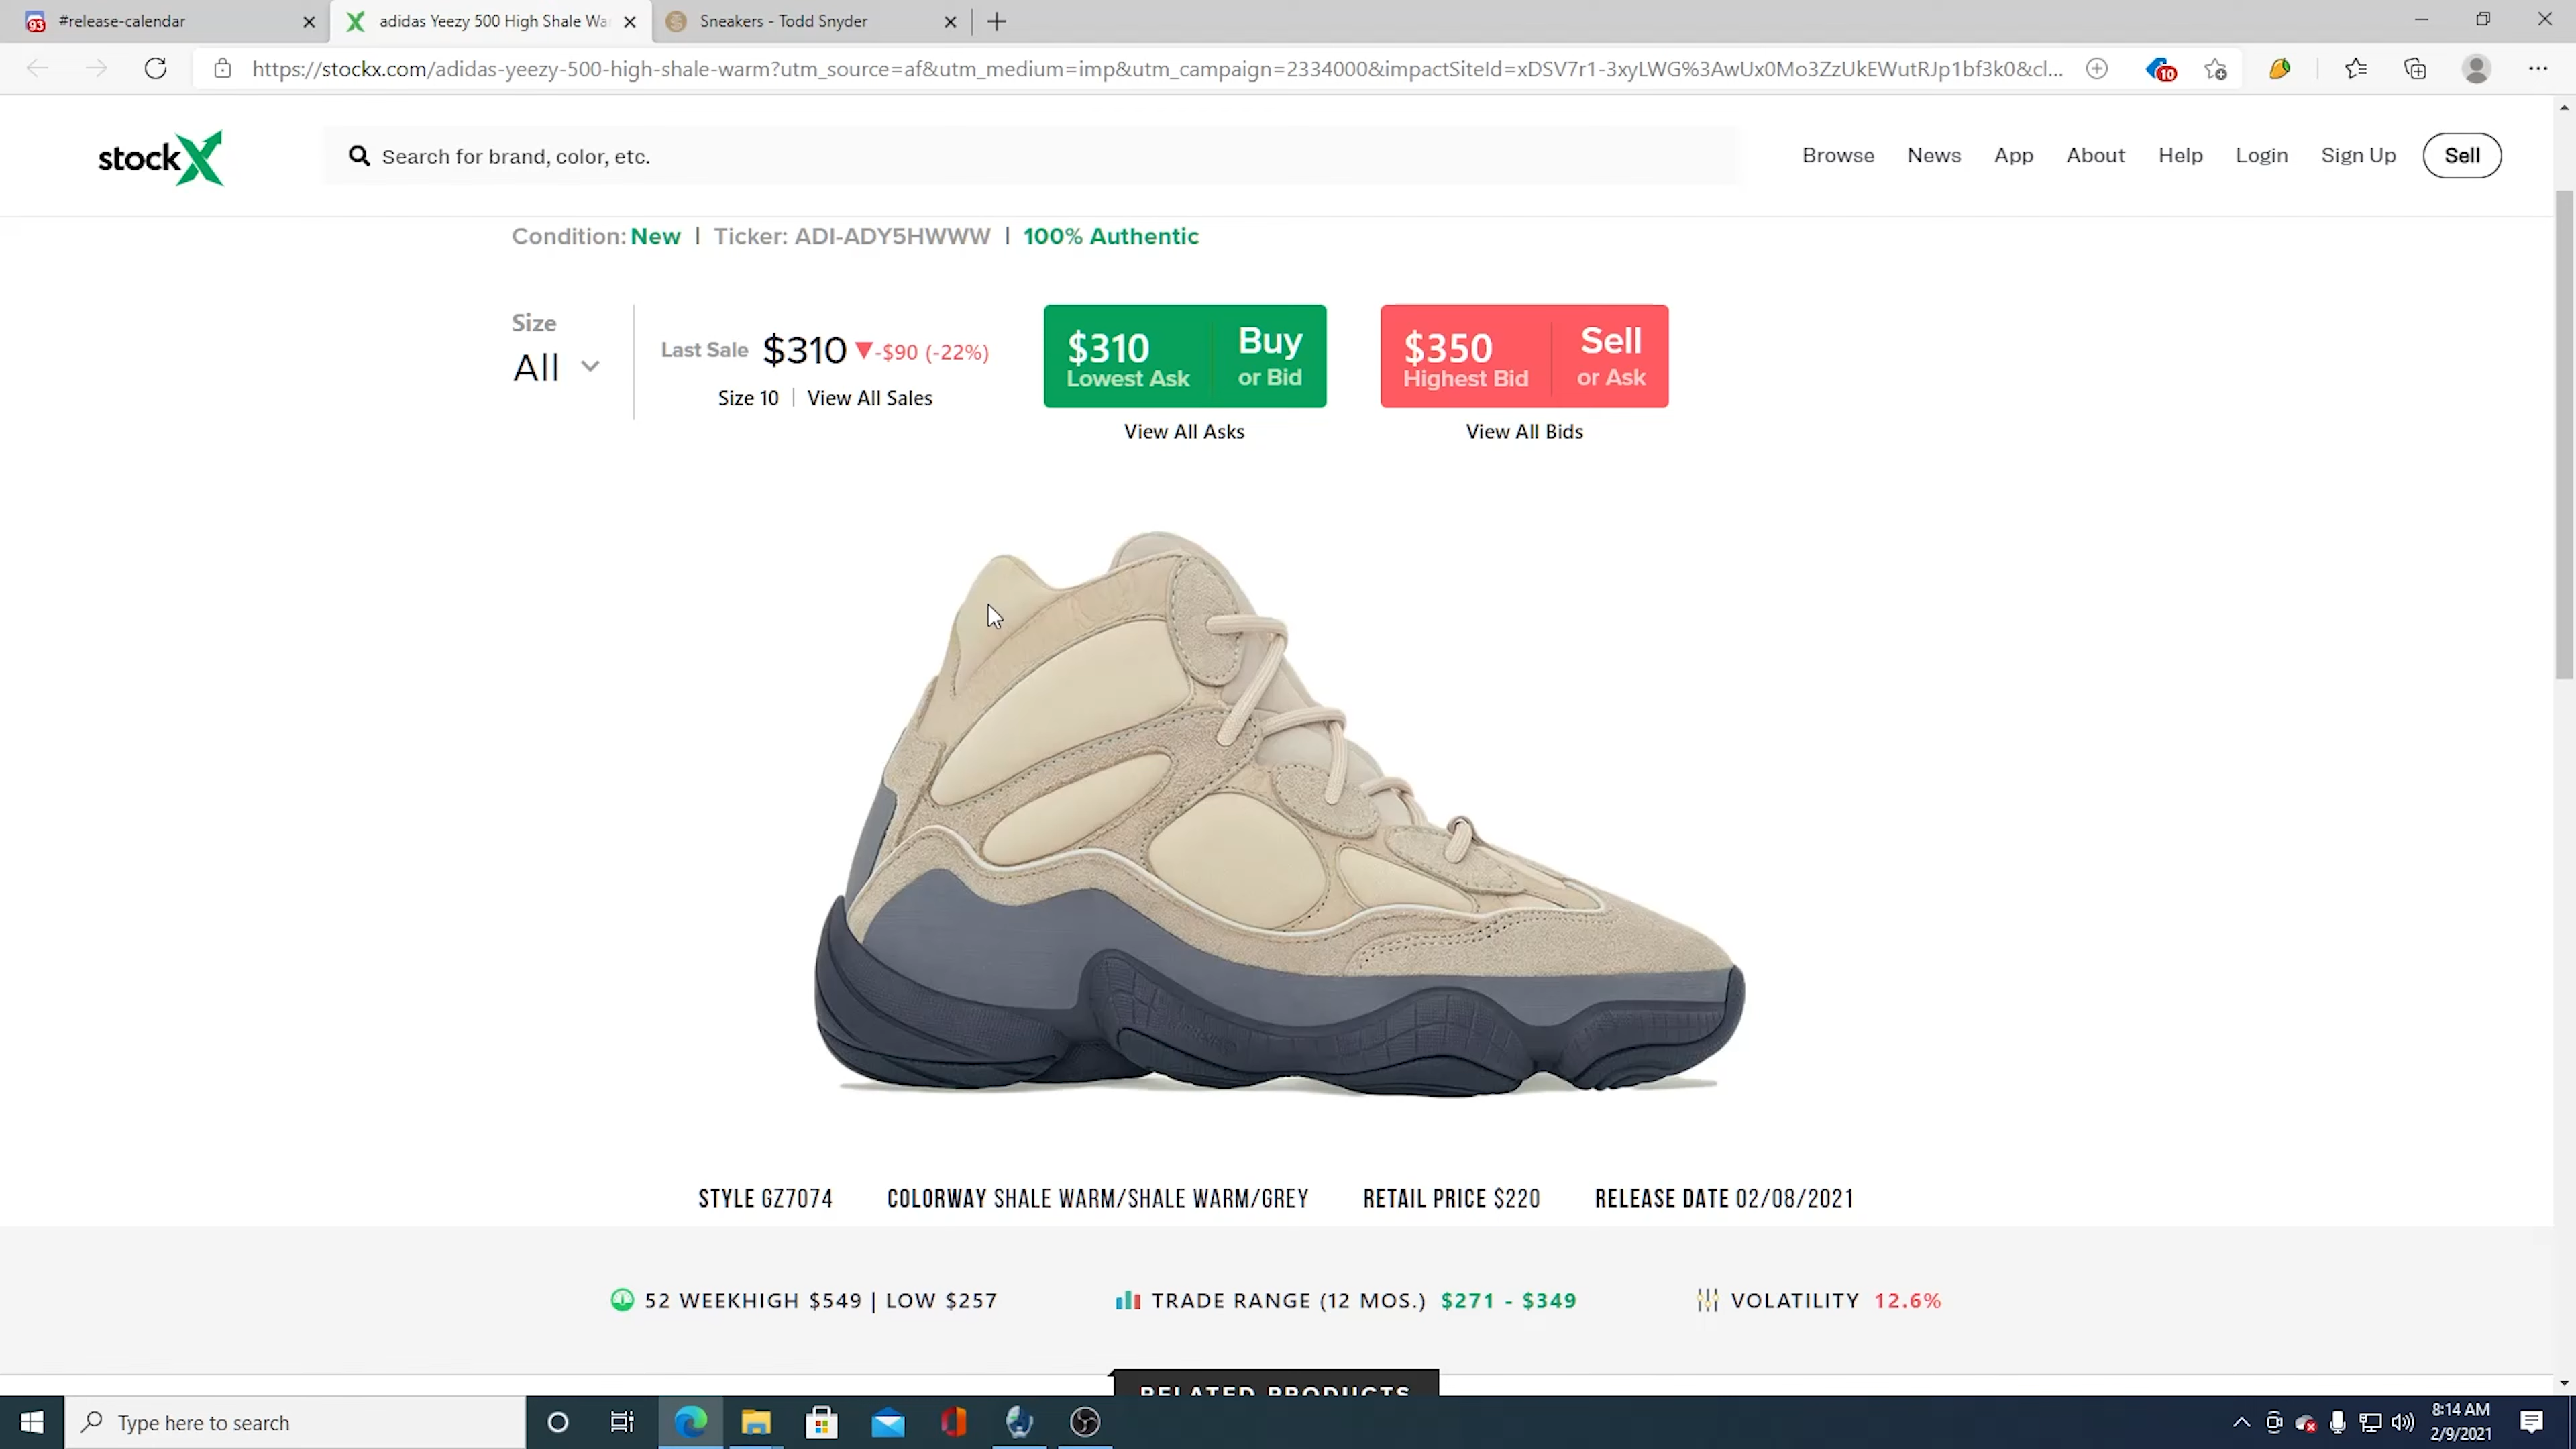 93 #release-calendar
adidas Yeezy 500 High Shale Wa
Sneakers - Todd Snyder
https://stockx.com/adidas-yeezy-500-high-shale-warm?utm_source=af&utm_medium=imp&utm_campaign=2334000&impactSiteId=xDSV7r1-3xyLWG%3AwUx0Mo3ZzUkEWutRJp1bf3k0&cl...
10
stockX
Search for brand, color, etc.
Browse News App About Help Login Sign Up Sell
Condition: New | Ticker: ADI-ADY5HWWW | 100% Authentic
Size
All
Last Sale $310 ▼-$90 (-22%)
Size 10 | View All Sales
$310 Buy
Lowest Ask or Bid
View All Asks
$350 Sell
Highest Bid or Ask
View All Bids
STYLE GZ7074 COLORWAY SHALE WARM/SHALE WARM/GREY RETAIL PRICE $220 RELEASE DATE 02/08/2021
52 WEEKHIGH $549 | LOW $257 TRADE RANGE (12 MOS.) $271 - $349 VOLATILITY 12.6%
RELATED PRODUCTS
Type here to search
8:14 AM
2/9/2021